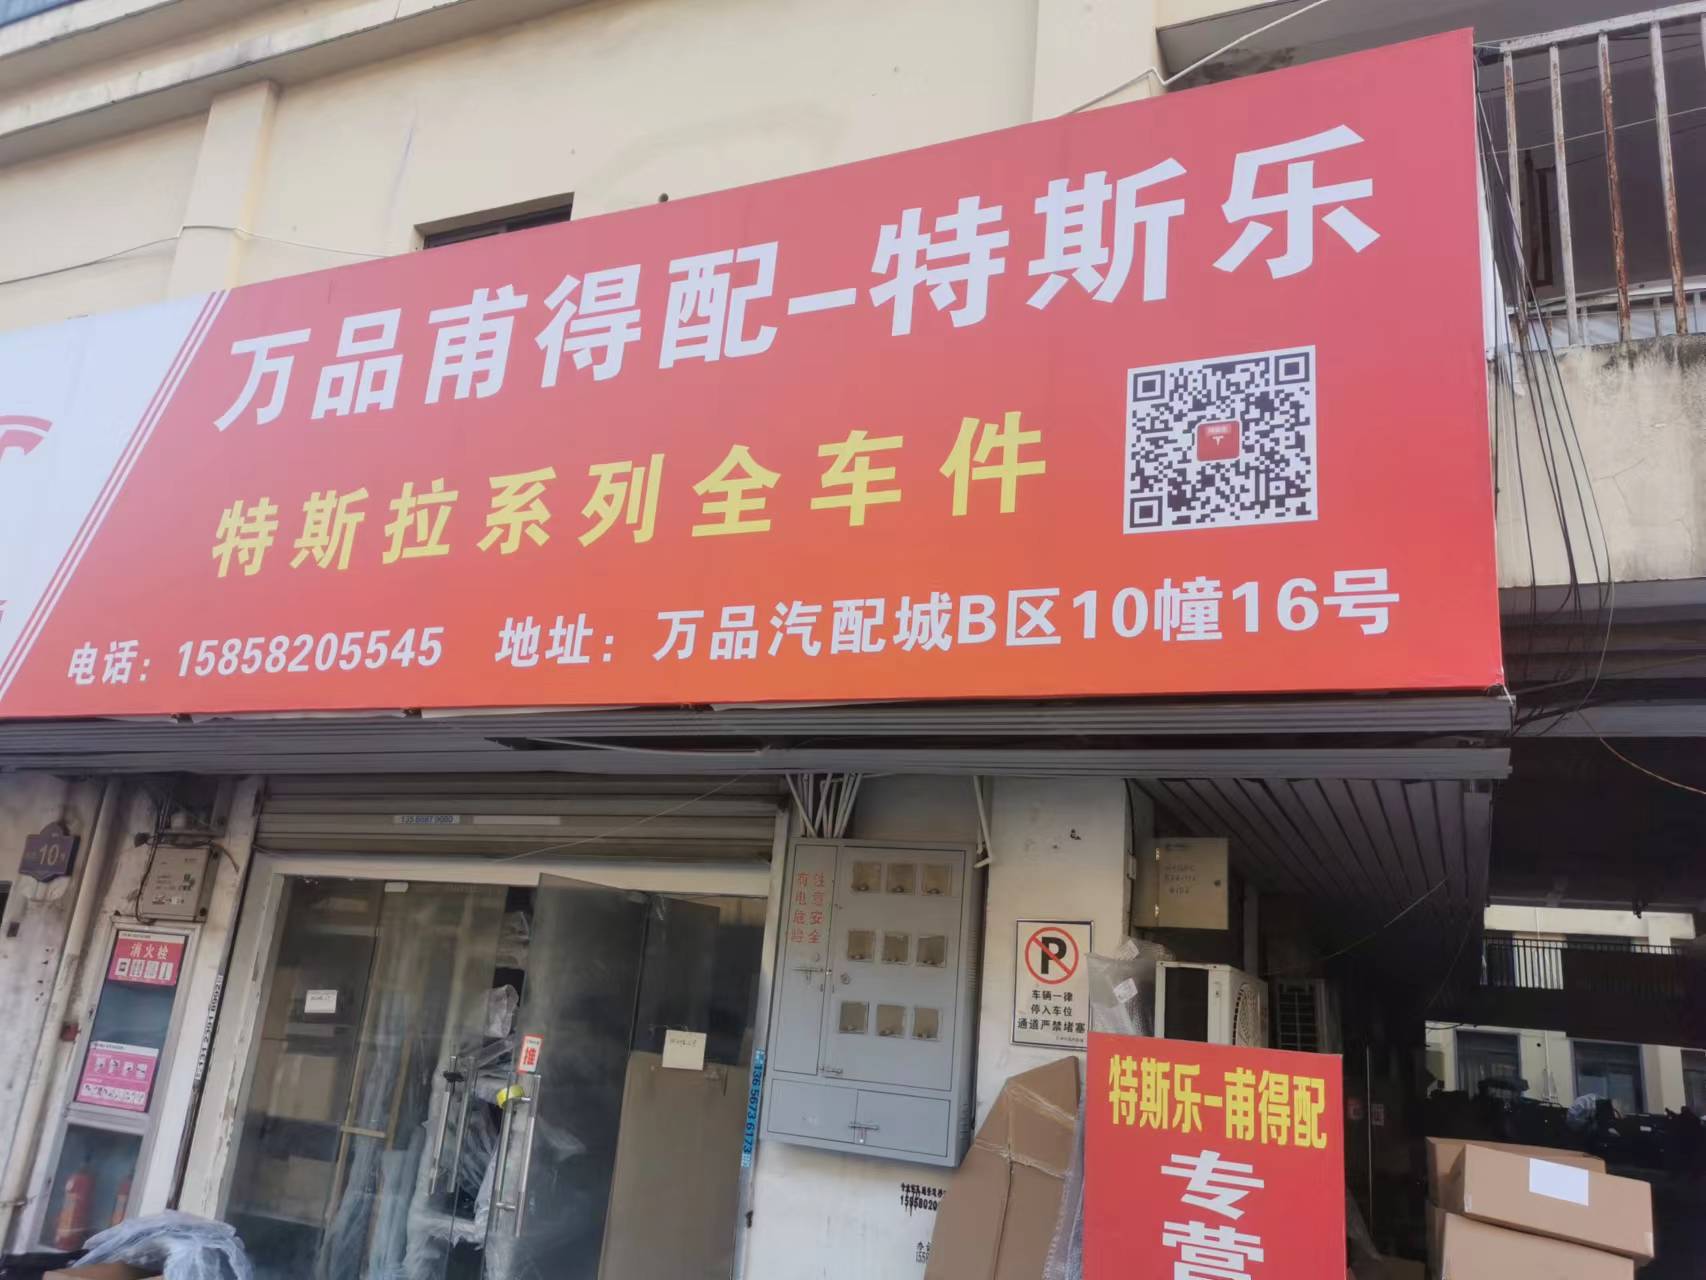 万品甫得配-特斯乐
特斯拉系列全车件
电话：15858205545 地址：万品汽配城B区10幢16号
10
消火栓
注意安全
有电危险
推
P
车辆一律
停入车位
通道严禁堵塞
13656736173
特斯乐-甫得配
专营